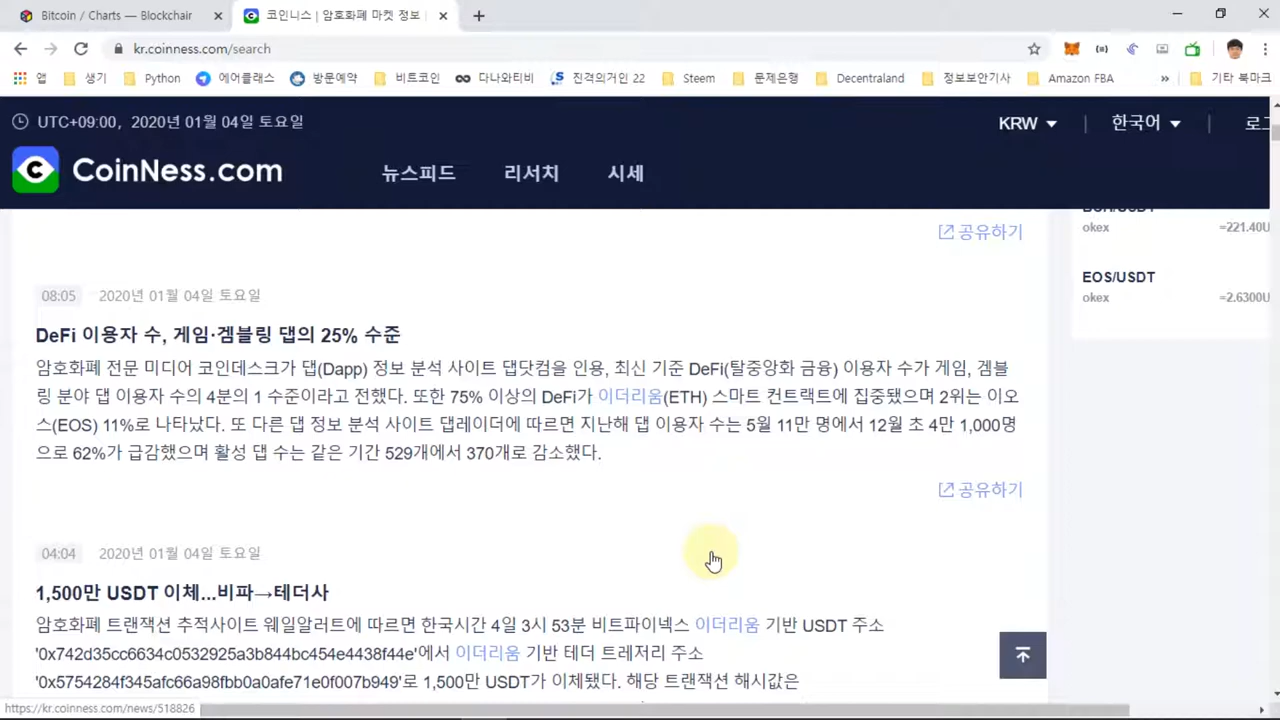 Bitcoin / Charts — Blockchair
코인니스 | 암호화폐 마켓 정보
kr.coinness.com/search
앱 생기 Python 에어클래스 방문예약 비트코인 다나와티비 진격의거인 22 Steem 문제은행 Decentraland 정보보안기사 Amazon FBA » 기타 북마크
UTC+09:00, 2020년 01월 04일 토요일
KRW | 한국어 |
CoinNess.com
뉴스피드 리서치 시세
okex =221.40U
공유하기
EOS/USDT
okex =2.6300U
08:05 2020년 01월 04일 토요일
DeFi 이용자 수, 게임·겜블링 댑의 25% 수준
암호화폐 전문 미디어 코인데스크가 댑(Dapp) 정보 분석 사이트 댑닷컴을 인용, 최신 기준 DeFi(탈중앙화 금융) 이용자 수가 게임, 겜블
링 분야 댑 이용자 수의 4분의 1 수준이라고 전했다. 또한 75% 이상의 DeFi가 이더리움(ETH) 스마트 컨트랙트에 집중됐으며 2위는 이오
스(EOS) 11%로 나타났다. 또 다른 댑 정보 분석 사이트 댑레이더에 따르면 지난해 댑 이용자 수는 5월 11만 명에서 12월 초 4만 1,000명
으로 62%가 급감했으며 활성 댑 수는 같은 기간 529개에서 370개로 감소했다.
공유하기
04:04 2020년 01월 04일 토요일
1,500만 USDT 이체...비파→테더사
암호화폐 트랜잭션 추적사이트 웨일알러트에 따르면 한국시간 4일 3시 53분 비트파이넥스 이더리움 기반 USDT 주소
'0x742d35cc6634c0532925a3b844bc454e4438f44e'에서 이더리움 기반 테더 트레저리 주소
'0x5754284f345afc66a98fbb0a0afe71e0f007b949'로 1,500만 USDT가 이체됐다. 해당 트랜잭션 해시값은
https://kr.coinness.com/news/518826